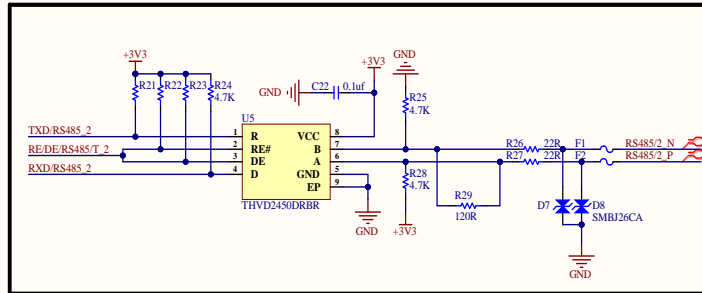 +3V3
R21
R22
R23
R24
4.7K
GND
C22
0.1uf
+3V3
GND
R25
4.7K
U5
TXD/RS485_2
1
R
VCC
8
RE/DE/RS485/T_2
2
RE#
B
7
3
DE
A
6
RXD/RS485_2
4
D
GND
5
EP
9
THVD2450DRBR
GND
R28
4.7K
+3V3
R29
120R
R26
22R
F1
RS485/2_N
R27
22R
F2
RS485/2_P
D7
D8
SMBJ26CA
GND